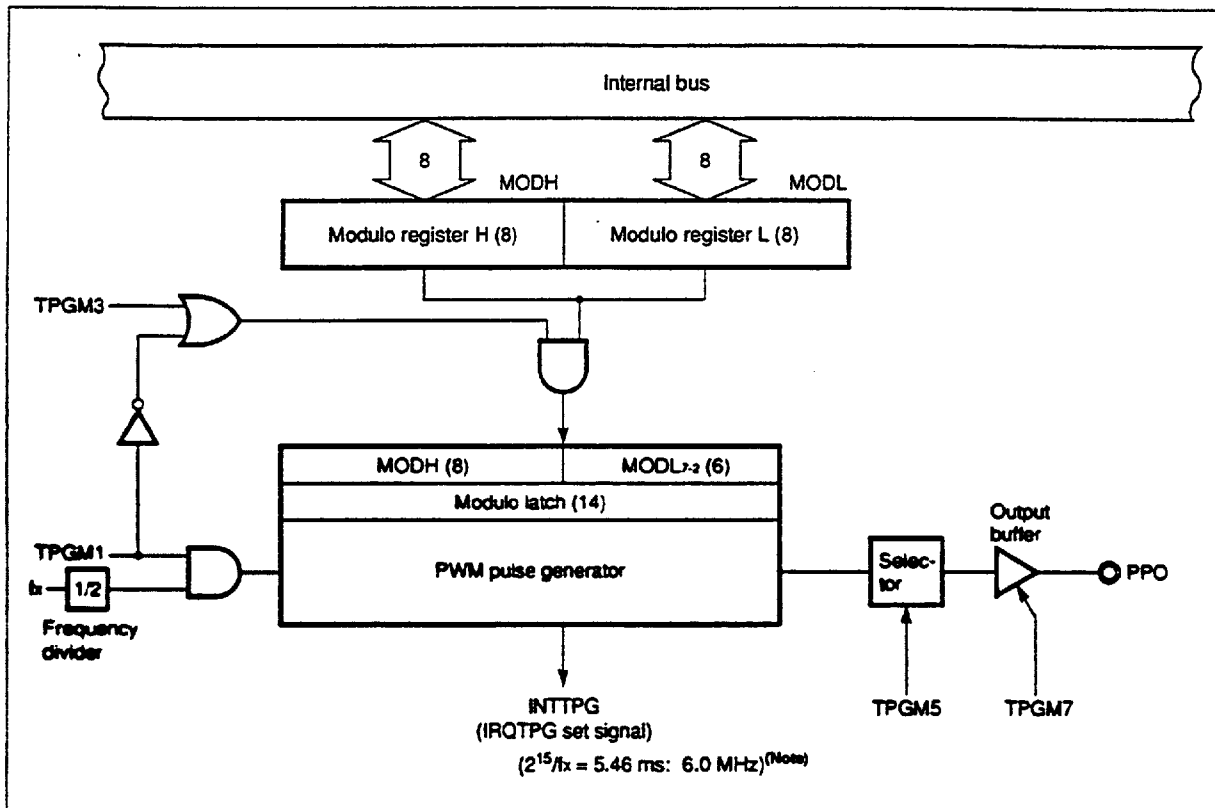 Internal bus
8
8
MODH
MODL
Modulo register H (8)
Modulo register L (8)
TPGM3
MODH (8)
MODL7-2 (6)
Modulo latch (14)
TPGM1
fx
1/2
Frequency
divider
PWM pulse generator
Selec-
tor
Output
buffer
PPO
TPGM5
TPGM7
INTTPG
(IRQTPG set signal)
(2¹⁵/fx = 5.46 ms: 6.0 MHz)(Note)